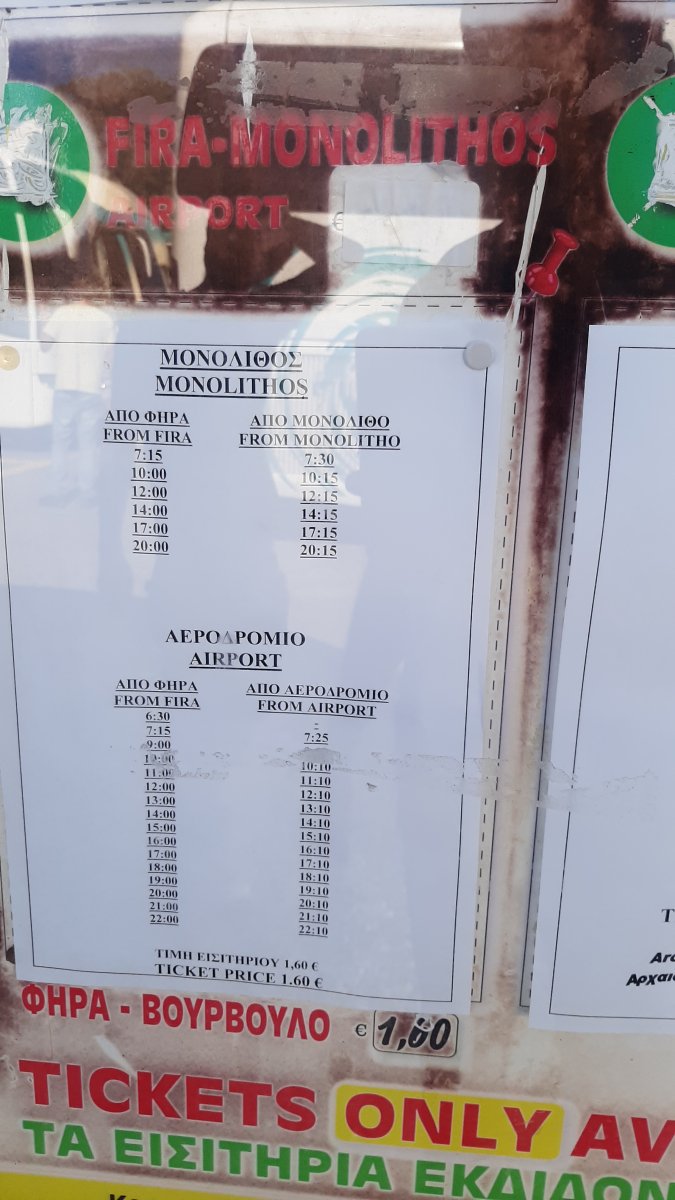 FIRA-MONOLITHOS
AIRPORT
ΜΟΝΟΛΙΘΟΣ
MONOLITHOS
ΑΠΟ ΦΗΡΑ ΑΠΟ ΜΟΝΟΛΙΘΟ
FROM FIRA FROM MONOLITHO
7:15 7:30
10:00 10:15
12:00 12:15
14:00 14:15
17:00 17:15
20:00 20:15
ΑΕΡΟΔΡΟΜΙΟ
AIRPORT
ΑΠΟ ΦΗΡΑ ΑΠΟ ΑΕΡΟΔΡΟΜΙΟ
FROM FIRA FROM AIRPORT
6:30 -
7:15 7:25
9:00
10:00 10:10
11:00 11:10
12:00 12:10
13:00 13:10
14:00 14:10
15:00 15:10
16:00 16:10
17:00 17:10
18:00 18:10
19:00 19:10
20:00 20:10
21:00 21:10
22:00 22:10
ΤΙΜΗ ΕΙΣΙΤΗΡΙΟΥ 1,60 €
TICKET PRICE 1.60 €
ΦΗΡΑ - ΒΟΥΡΒΟΥΛΟ € 1,60
TICKETS ONLY AV
ΤΑ ΕΙΣΙΤΗΡΙΑ ΕΚΔΙΔΟΝ
T
Arc
Αρχαι